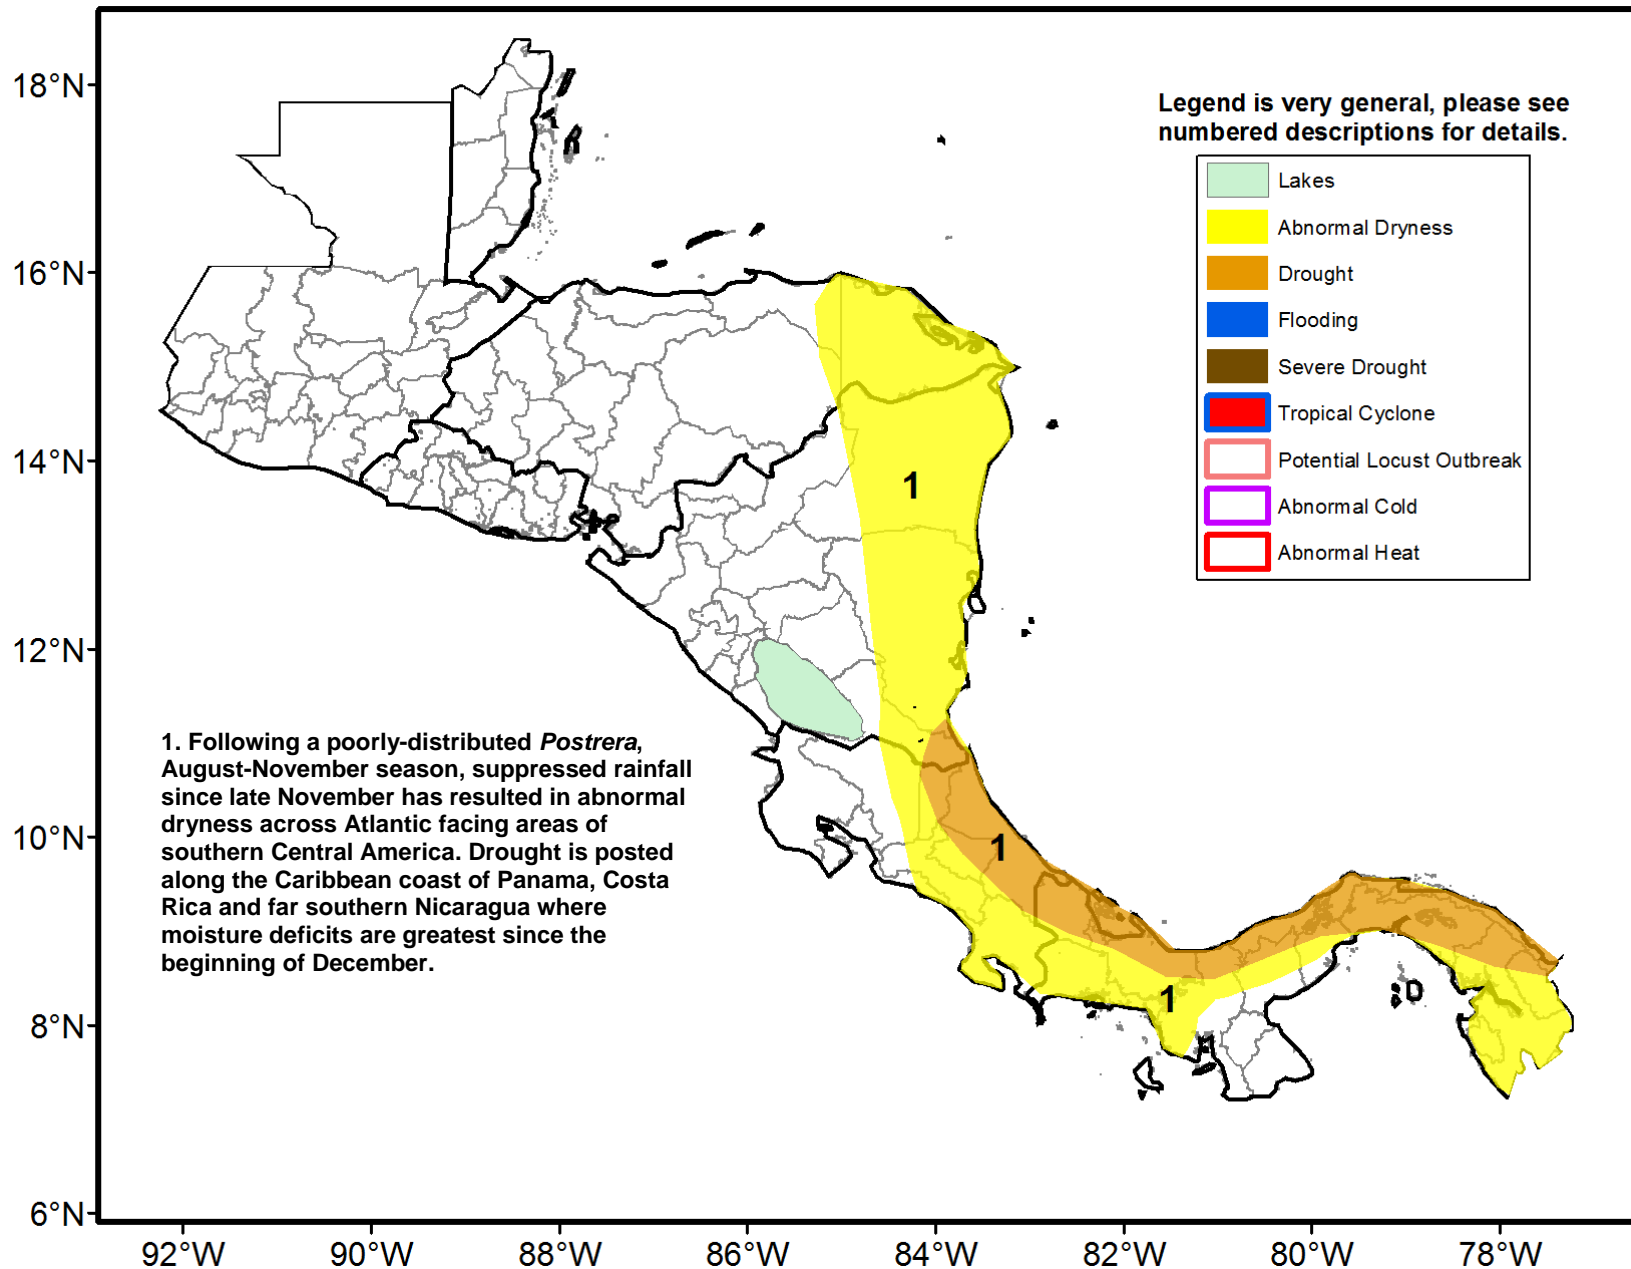 18°N
16°N
14°N
12°N
10°N
8°N
6°N
92°W
90°W
88°W
86°W
84°W
82°W
80°W
78°W
Legend is very general, please see
numbered descriptions for details.
Lakes
Abnormal Dryness
Drought
Flooding
Severe Drought
Tropical Cyclone
Potential Locust Outbreak
Abnormal Cold
Abnormal Heat
1
1
1
1. Following a poorly-distributed Postrera,
August-November season, suppressed rainfall
since late November has resulted in abnormal
dryness across Atlantic facing areas of
southern Central America. Drought is posted
along the Caribbean coast of Panama, Costa
Rica and far southern Nicaragua where
moisture deficits are greatest since the
beginning of December.